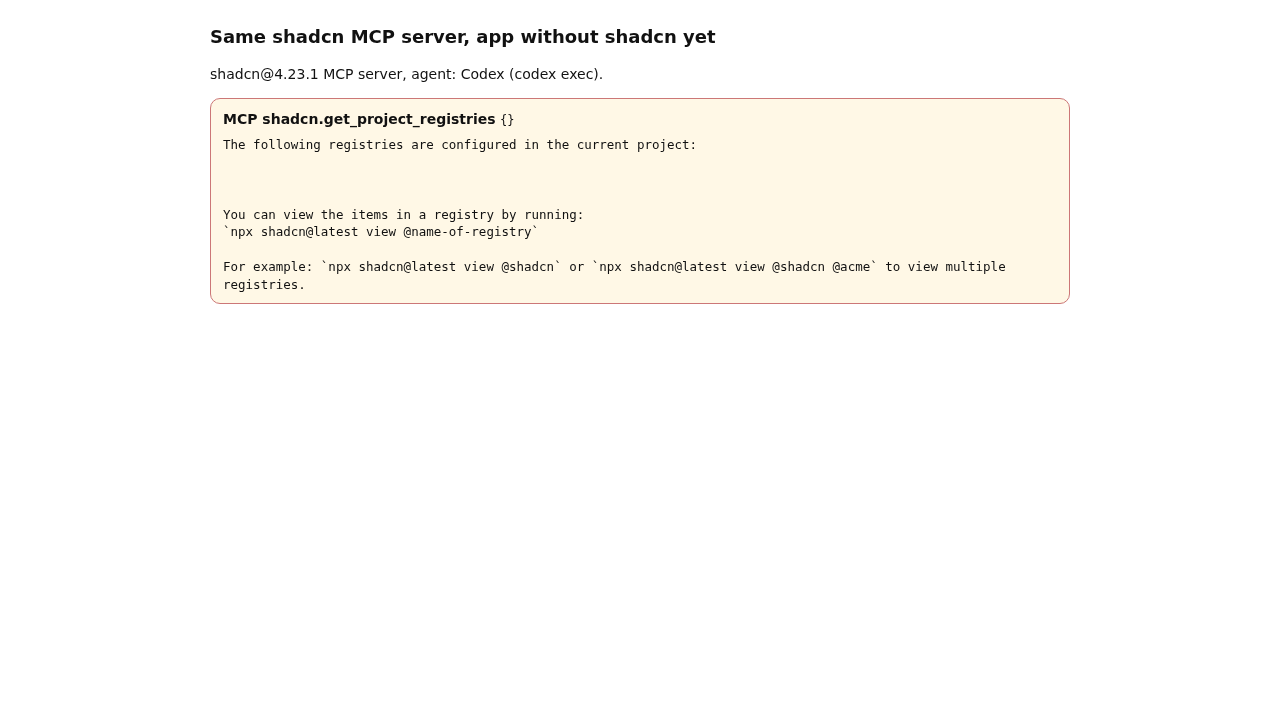 Same shadcn MCP server, app without shadcn yet
shadcn@4.23.1 MCP server, agent: Codex (codex exec).
MCP shadcn.get_project_registries {}
The following registries are configured in the current project:
You can view the items in a registry by running:
`npx shadcn@latest view @name-of-registry`
For example: `npx shadcn@latest view @shadcn` or `npx shadcn@latest view @shadcn @acme` to view multiple
registries.